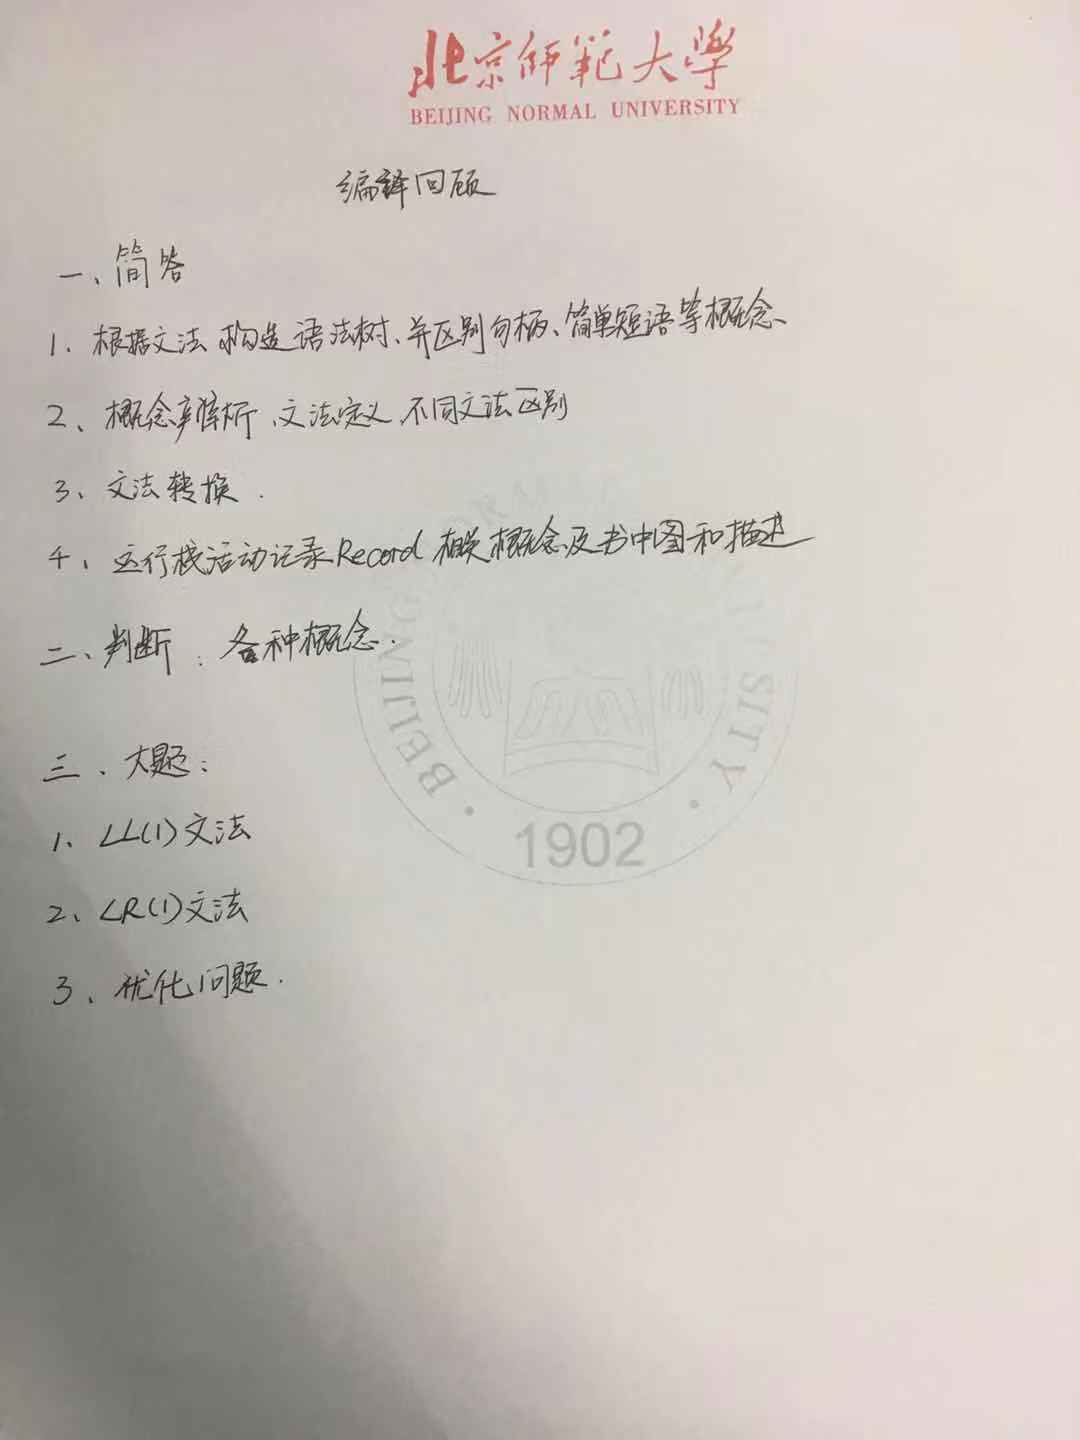 北京师范大学
BEIJING NORMAL UNIVERSITY
编译回顾
一、简答
1、根据文法构造语法树、并区别句柄、简单短语等概念、
2、概念辨析、文法定义、不同文法区别
3、文法转换.
4、运行栈活动记录Record 相关概念及书中图和描述
二、判断:各种概念.
三、大题:
1、LL(1)文法
2、LR(1)文法
3、优化问题.
1902